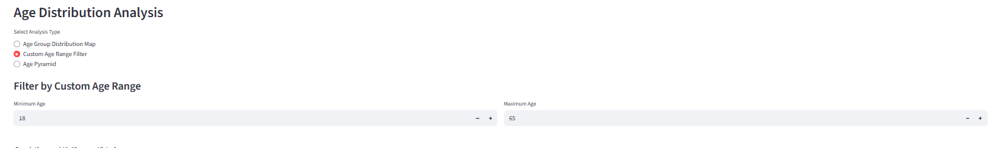 Age Distribution Analysis
Select Analysis Type
Age Group Distribution Map
Custom Age Range Filter
Age Pyramid
Filter by Custom Age Range
Minimum Age
Maximum Age
18 − +
65 − +